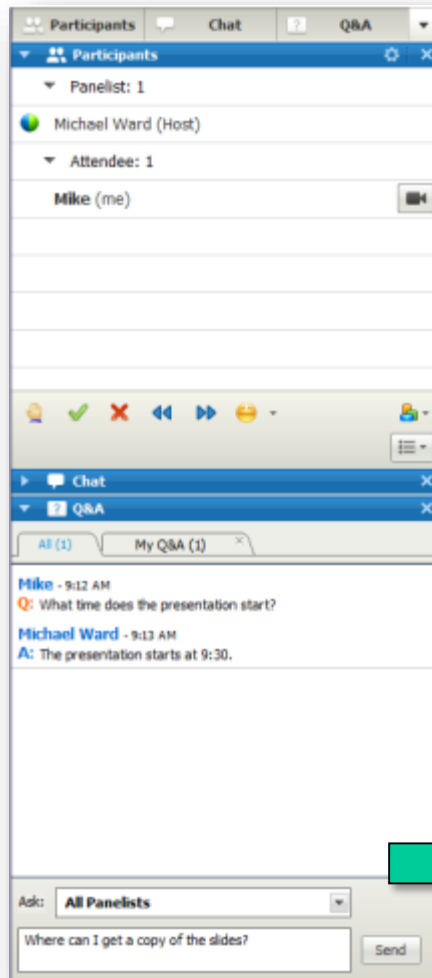 Participants Chat ? Q&A
Participants
Panelist: 1
Michael Ward (Host)
Attendee: 1
Mike (me)
Chat
? Q&A
All (1) My Q&A (1)
Mike - 9:12 AM
Q: What time does the presentation start?
Michael Ward - 9:13 AM
A: The presentation starts at 9:30.
Ask: All Panelists
Where can I get a copy of the slides?
Send